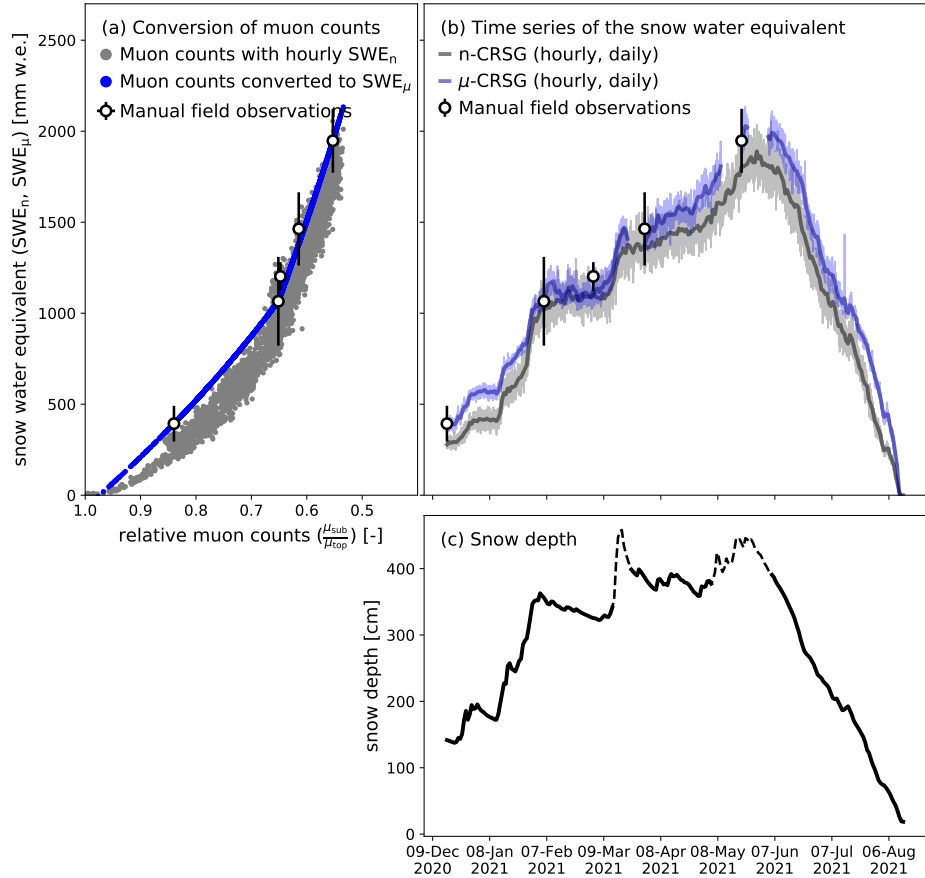 (a) Conversion of muon counts
Muon counts with hourly SWEₙ
Muon counts converted to SWE_μ
Manual field observations
snow water equivalent (SWEₙ, SWE_μ) [mm w.e.]
2500
2000
1500
1000
500
0
1.0 0.9 0.8 0.7 0.6 0.5
relative muon counts (μ_sub/μ_top) [-]
(b) Time series of the snow water equivalent
n-CRSG (hourly, daily)
μ-CRSG (hourly, daily)
Manual field observations
(c) Snow depth
snow depth [cm]
400
300
200
100
0
09-Dec 08-Jan 07-Feb 09-Mar 08-Apr 08-May 07-Jun 07-Jul 06-Aug
2020 2021 2021 2021 2021 2021 2021 2021 2021